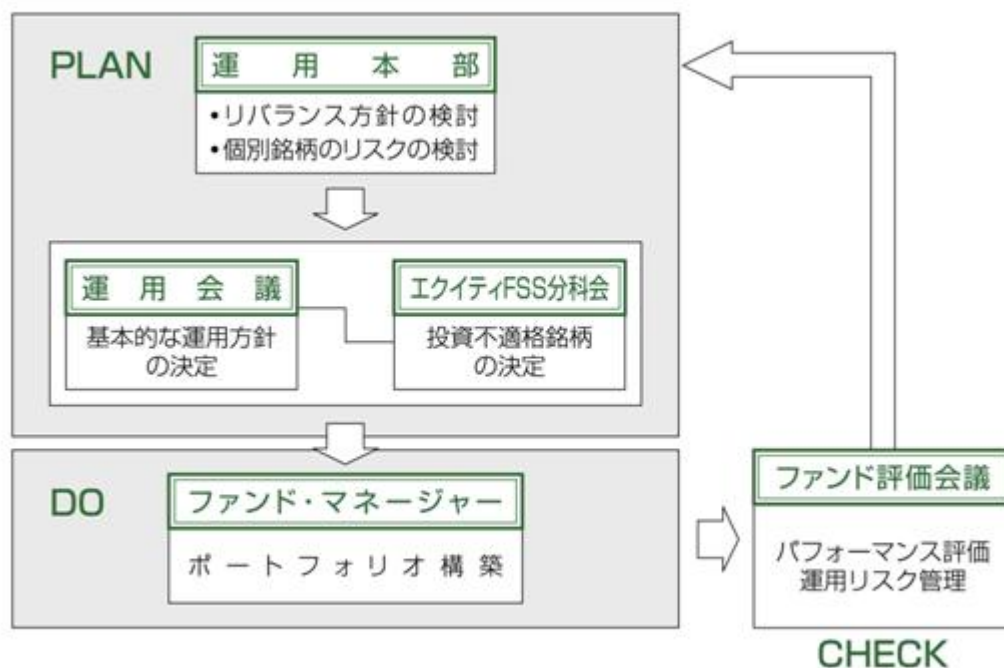 PLAN
運用本部
•リバランス方針の検討
•個別銘柄のリスクの検討
運用会議
基本的な運用方針
の決定
エクイティFSS分科会
投資不適格銘柄
の決定
DO
ファンド・マネージャー
ポートフォリオ構築
ファンド評価会議
パフォーマンス評価
運用リスク管理
CHECK